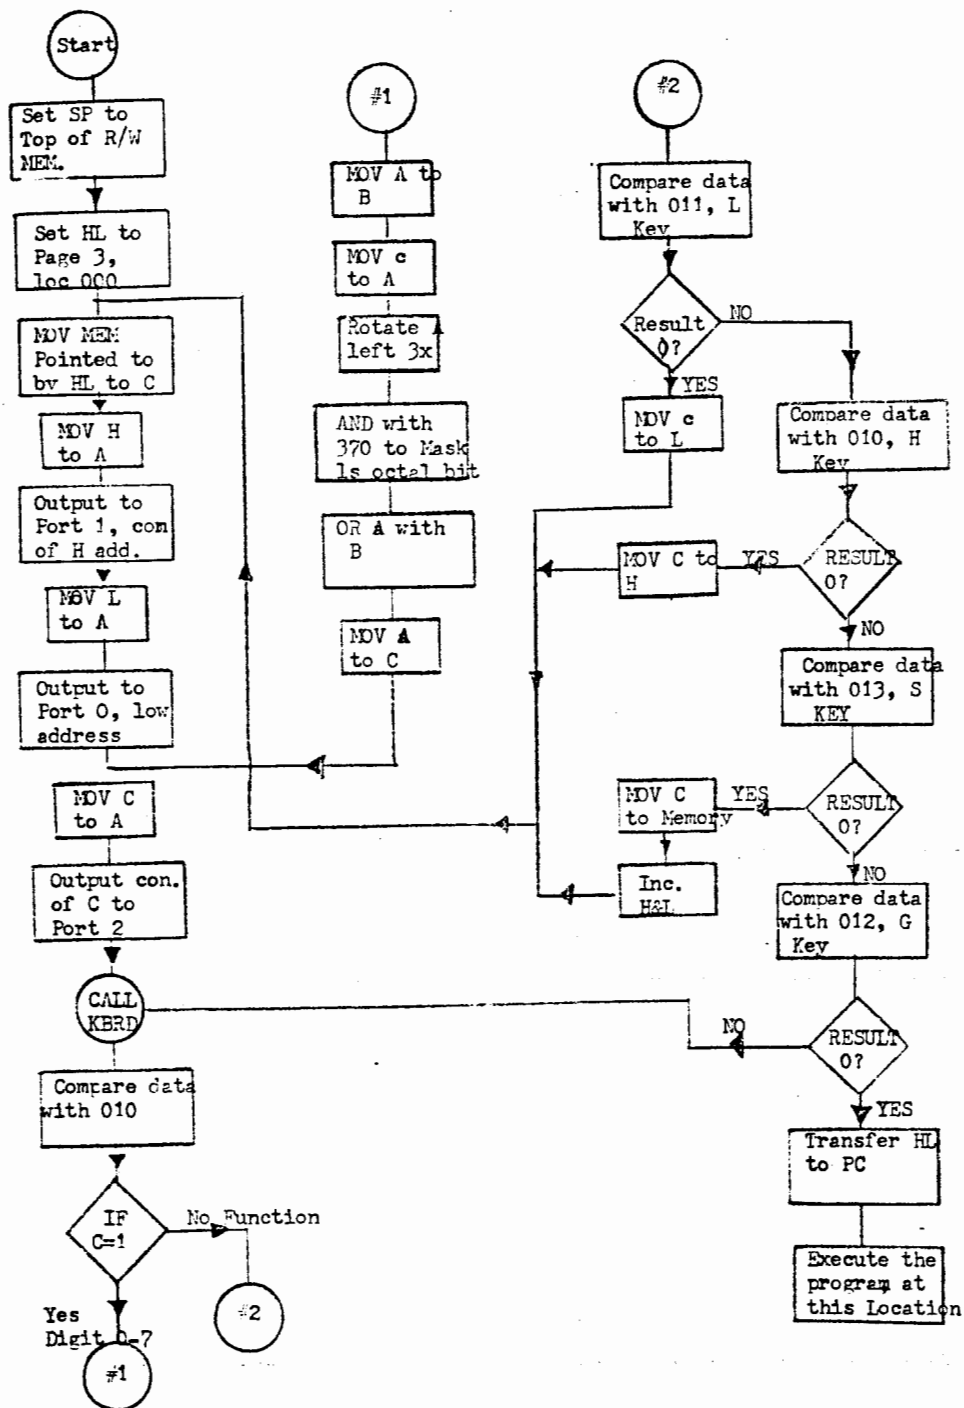 Start
Set SP to
Top of R/W
MEM.
Set HL to
Page 3,
loc 000
MOV MEM
Pointed to
by HL to C
MOV H
to A
Output to
Port 1, con
of H add.
MOV L
to A
Output to
Port 0, low
address
MOV C
to A
Output con.
of C to
Port 2
CALL
KBRD
Compare data
with 010
IF
C=1
No Function
#2
Yes
Digit 0-7
#1
#1
MOV A to
B
MOV c
to A
Rotate A
left 3x
AND with
370 to Mask
ls octal bit
OR A with
B
MOV A
to C
#2
Compare data
with 011, L
Key
Result
0?
NO
YES
MOV c
to L
Compare data
with 010, H
Key
RESULT
0?
YES
MOV C to
H
NO
Compare data
with 013, S
KEY
RESULT
0?
YES
MOV C
to Memory
Inc.
H&L
NO
Compare data
with 012, G
Key
RESULT
0?
NO
YES
Transfer HL
to PC
Execute the
program at
this Location